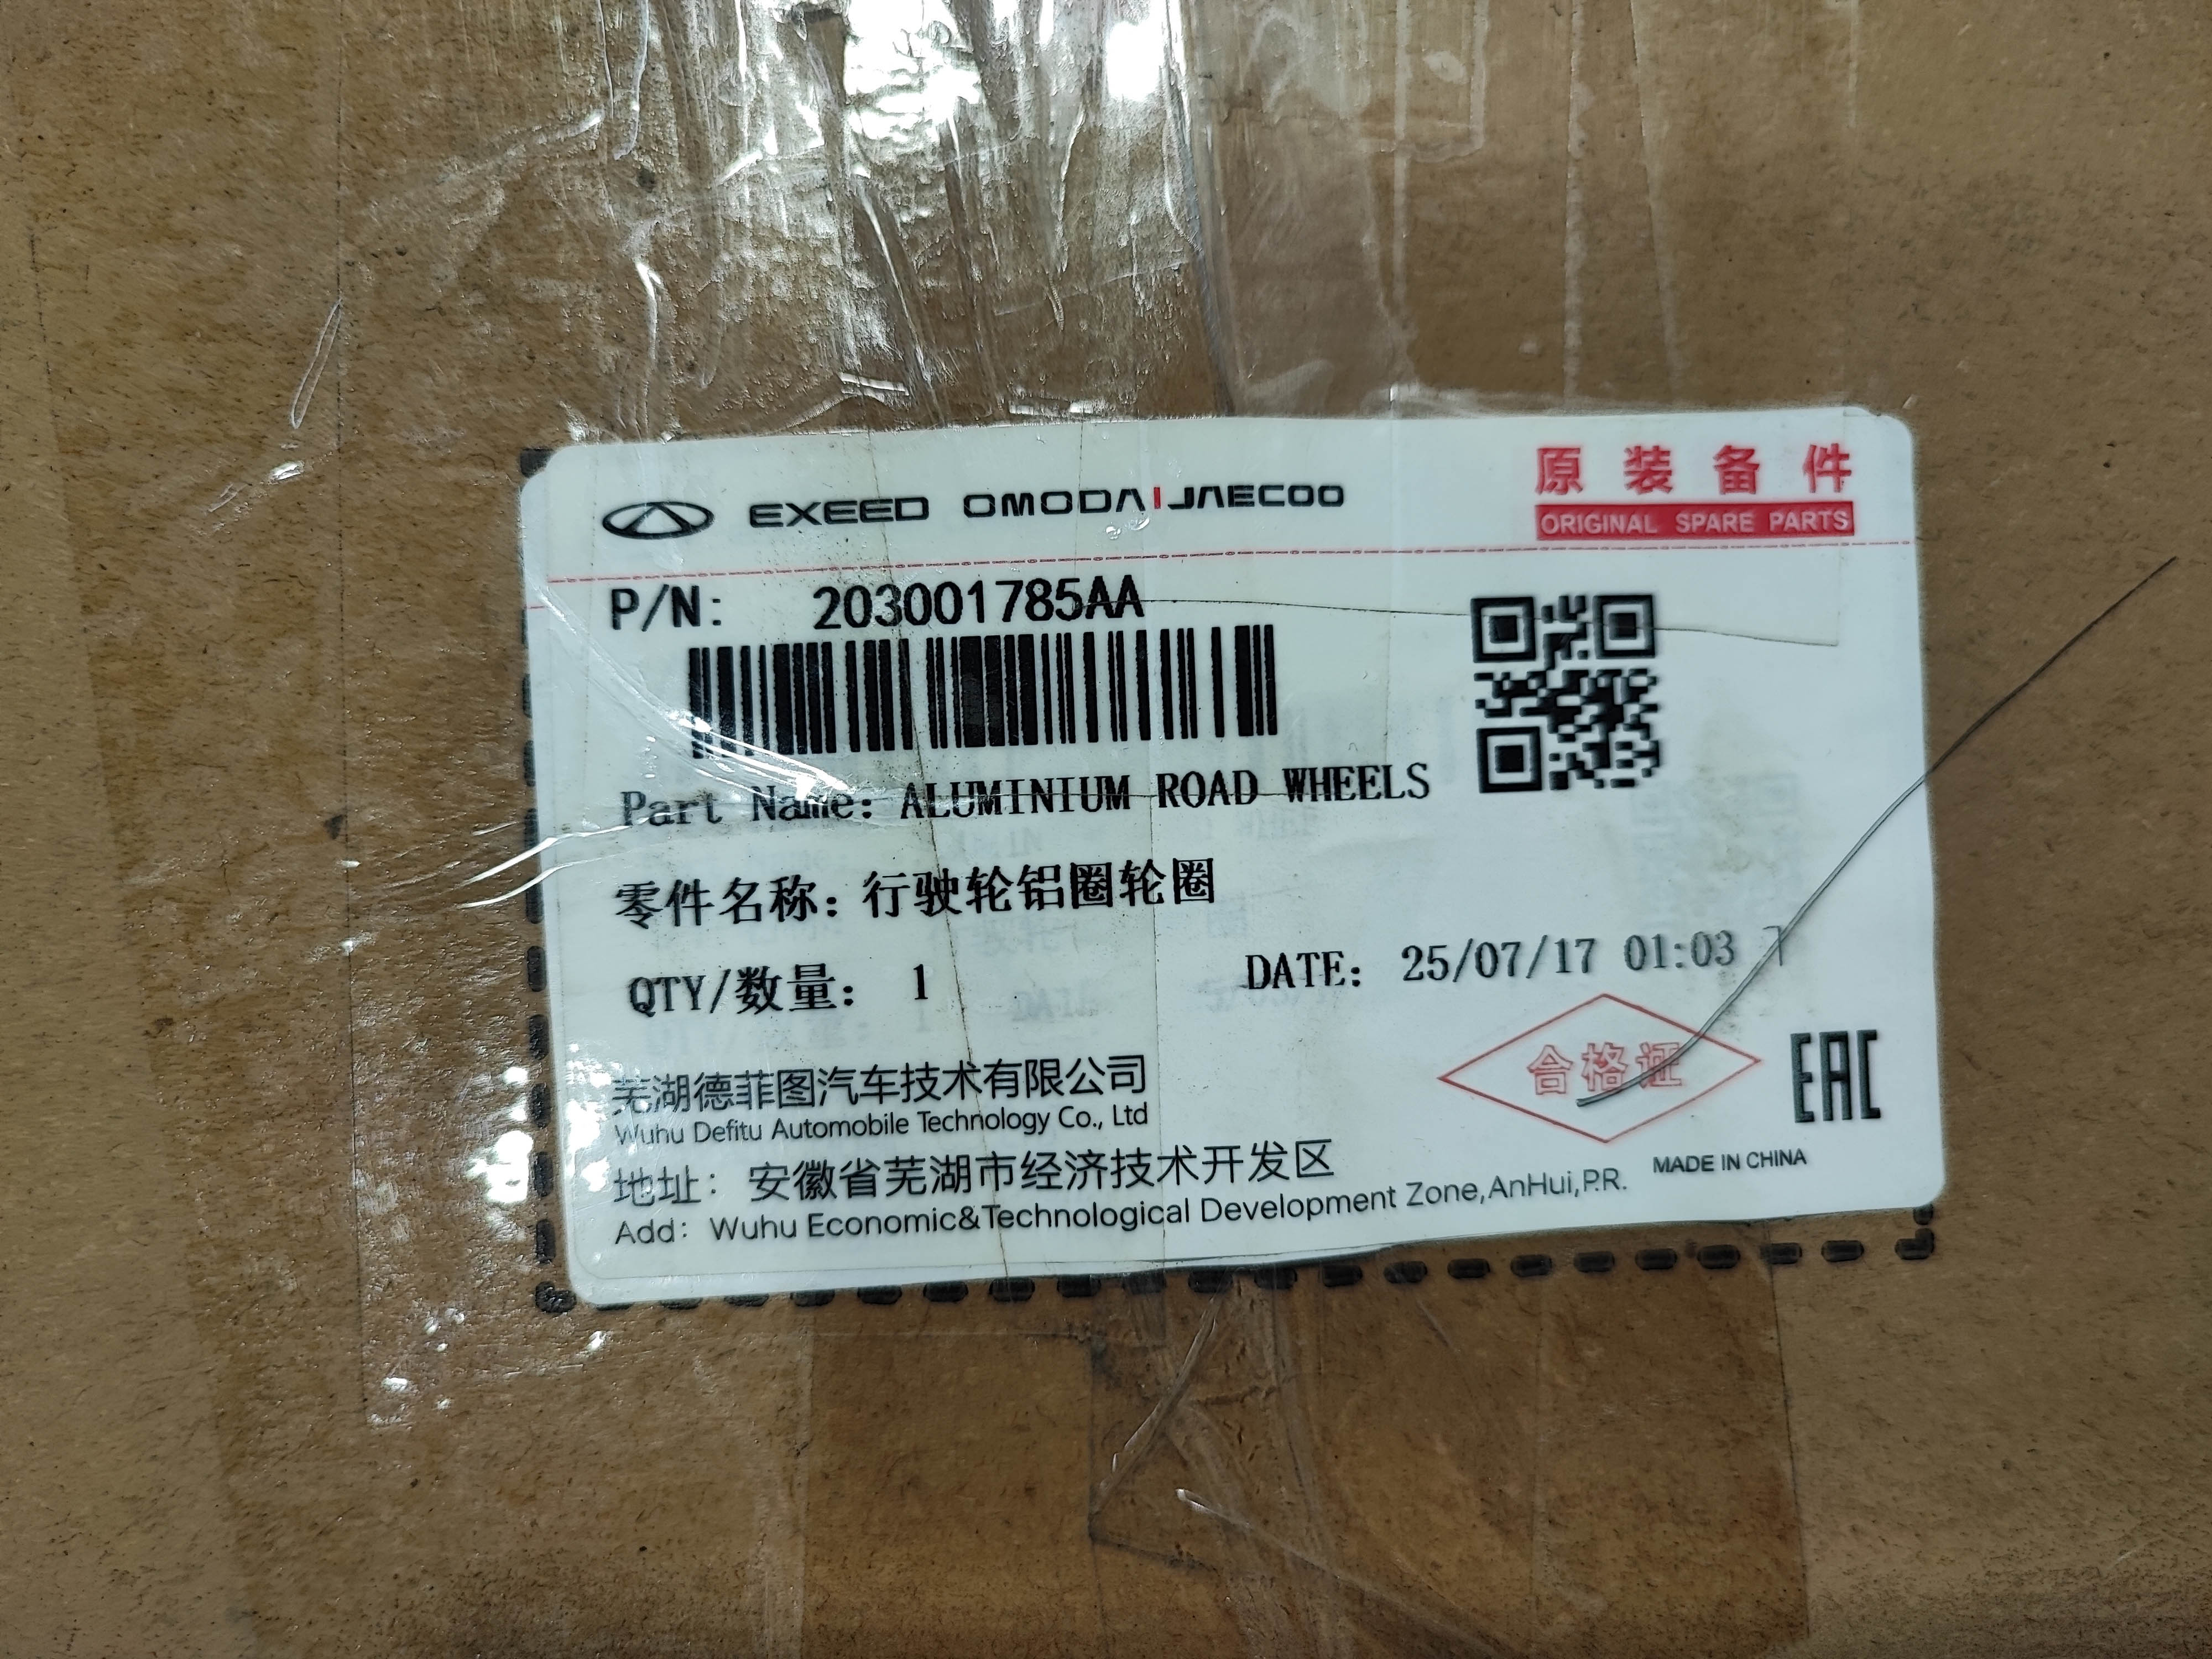 EXEED OMODA|JAECOO
原装备件
ORIGINAL SPARE PARTS
P/N: 203001785AA
Part Name: ALUMINIUM ROAD WHEELS
零件名称: 行驶轮铝圈轮圈
QTY/数量: 1
DATE: 25/07/17 01:03
合格证
EAC
芜湖德菲图汽车技术有限公司
Wuhu Defitu Automobile Technology Co., Ltd
MADE IN CHINA
地址: 安徽省芜湖市经济技术开发区
Add: Wuhu Economic&Technological Development Zone,AnHui,P.R.